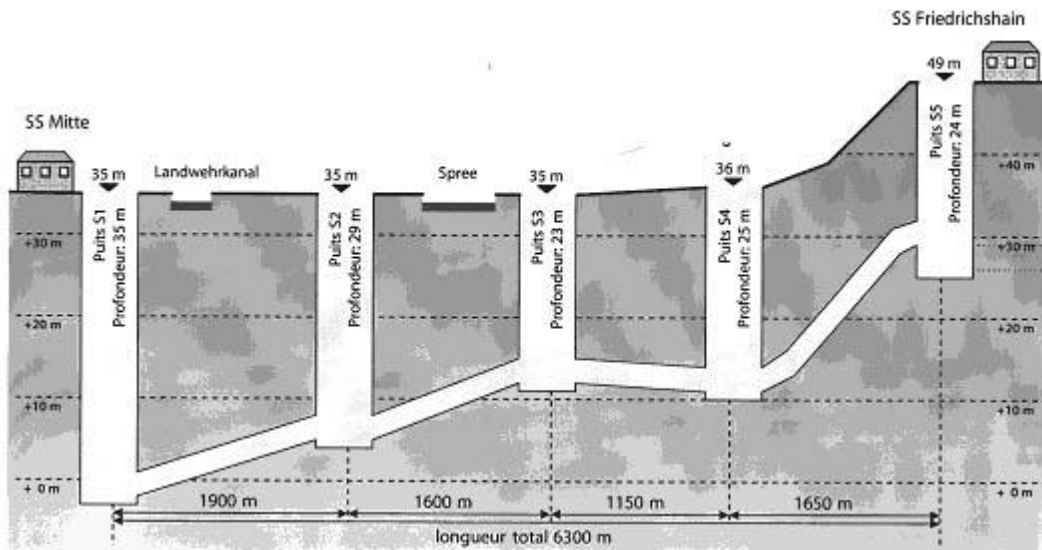 SS Friedrichshain
49 m
SS Mitte
35 m
Landwehrkanal
35 m
Spree
35 m
36 m
Puits S1
Profondeur: 35 m
Puits S2
Profondeur: 29 m
Puits S3
Profondeur: 23 m
Puits S4
Profondeur: 25 m
Puits S5
Profondeur: 24 m
+40 m
+30 m
+30 m
+20 m
+20 m
+10 m
+10 m
+ 0 m
+ 0 m
1900 m
1600 m
1150 m
1650 m
longueur total 6300 m